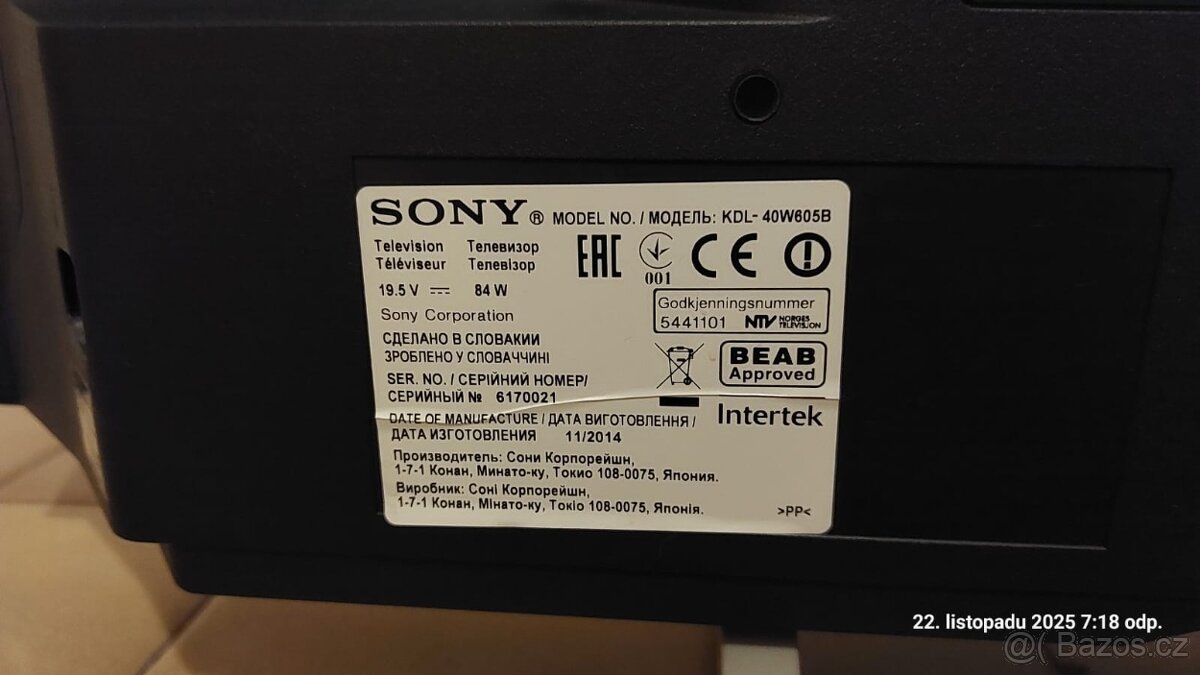 SONY® MODEL NO. / МОДЕЛЬ: KDL- 40W605B
Television Телевизор
Téléviseur Телевізор
19.5 V 84 W
EAC
001
CE
Sony Corporation
Godkjenningsnummer
5441101 NTV NORGES TELEVISJON
СДЕЛАНО В СЛОВАКИИ
ЗРОБЛЕНО У СЛОВАЧЧИНІ
BEAB
Approved
SER. NO. / СЕРІЙНИЙ НОМЕР/
СЕРИЙНЫЙ № 6170021
Intertek
DATE OF MANUFACTURE / ДАТА ВИГОТОВЛЕННЯ /
ДАТА ИЗГОТОВЛЕНИЯ 11/2014
Производитель: Сони Корпорейшн,
1-7-1 Конан, Минато-ку, Токио 108-0075, Япония.
Виробник: Соні Корпорейшн,
1-7-1 Конан, Мінато-ку, Токіо 108-0075, Японія.
>PP<
22. listopadu 2025 7:18 odp.
@( Bazos.cz